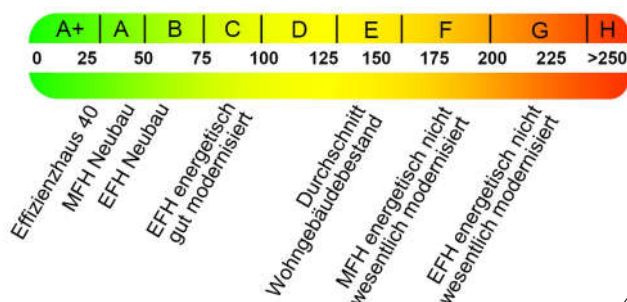 A+ A B C D E F G H
0 25 50 75 100 125 150 175 200 225 >250
Effizienzhaus 40
MFH Neubau
EFH Neubau
EFH energetisch
gut modernisiert
Durchschnitt
Wohngebäudebestand
MFH energetisch nicht
wesentlich modernisiert
EFH energetisch nicht
wesentlich modernisiert